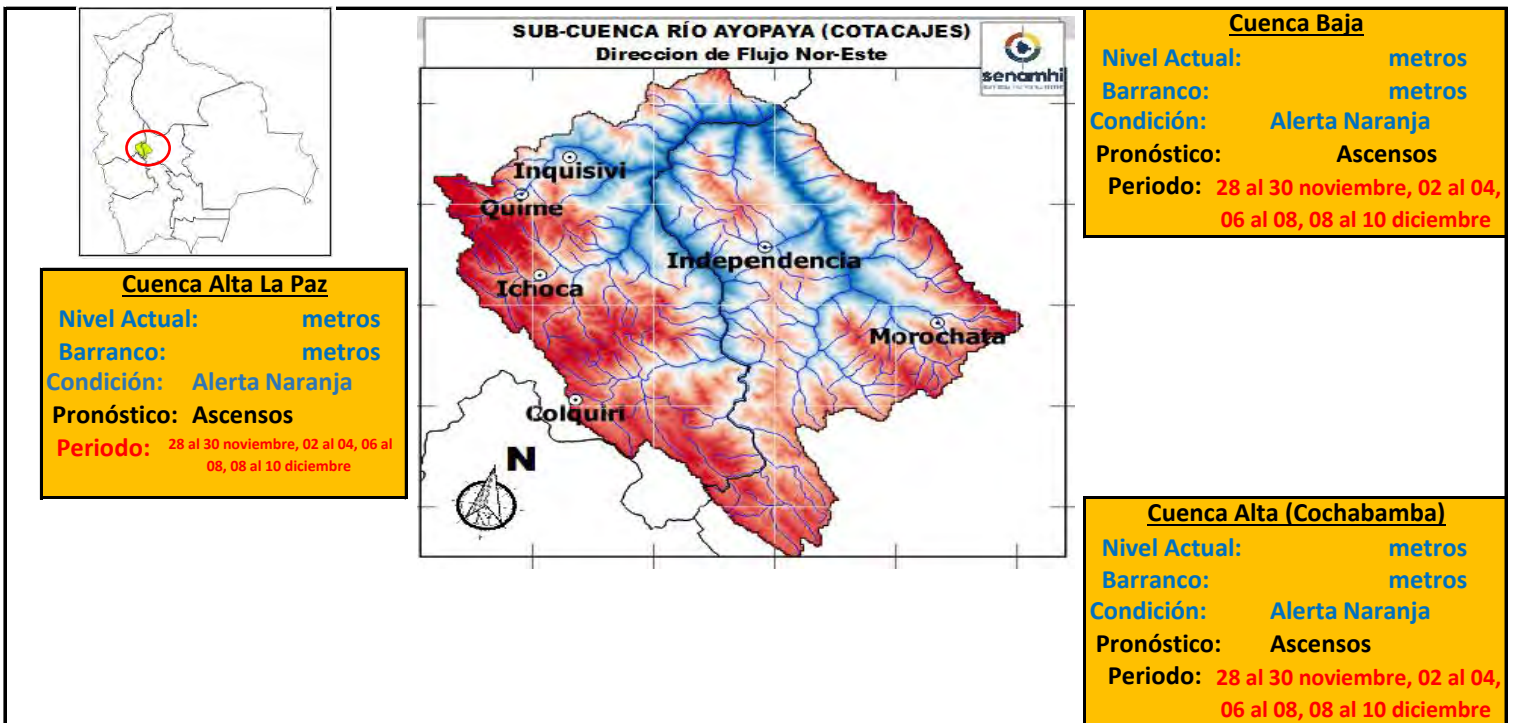 SUB-CUENCA RÍO AYOPAYA (COTACAJES)
Direccion de Flujo Nor-Este
senamhi
Inquisivi
Quime
Independencia
Ichoca
Morochata
Colquiri
N
Cuenca Baja
Nivel Actual: metros
Barranco: metros
Condición: Alerta Naranja
Pronóstico: Ascensos
Periodo: 28 al 30 noviembre, 02 al 04,
06 al 08, 08 al 10 diciembre
Cuenca Alta La Paz
Nivel Actual: metros
Barranco: metros
Condición: Alerta Naranja
Pronóstico: Ascensos
Periodo: 28 al 30 noviembre, 02 al 04, 06 al
08, 08 al 10 diciembre
Cuenca Alta (Cochabamba)
Nivel Actual: metros
Barranco: metros
Condición: Alerta Naranja
Pronóstico: Ascensos
Periodo: 28 al 30 noviembre, 02 al 04,
06 al 08, 08 al 10 diciembre